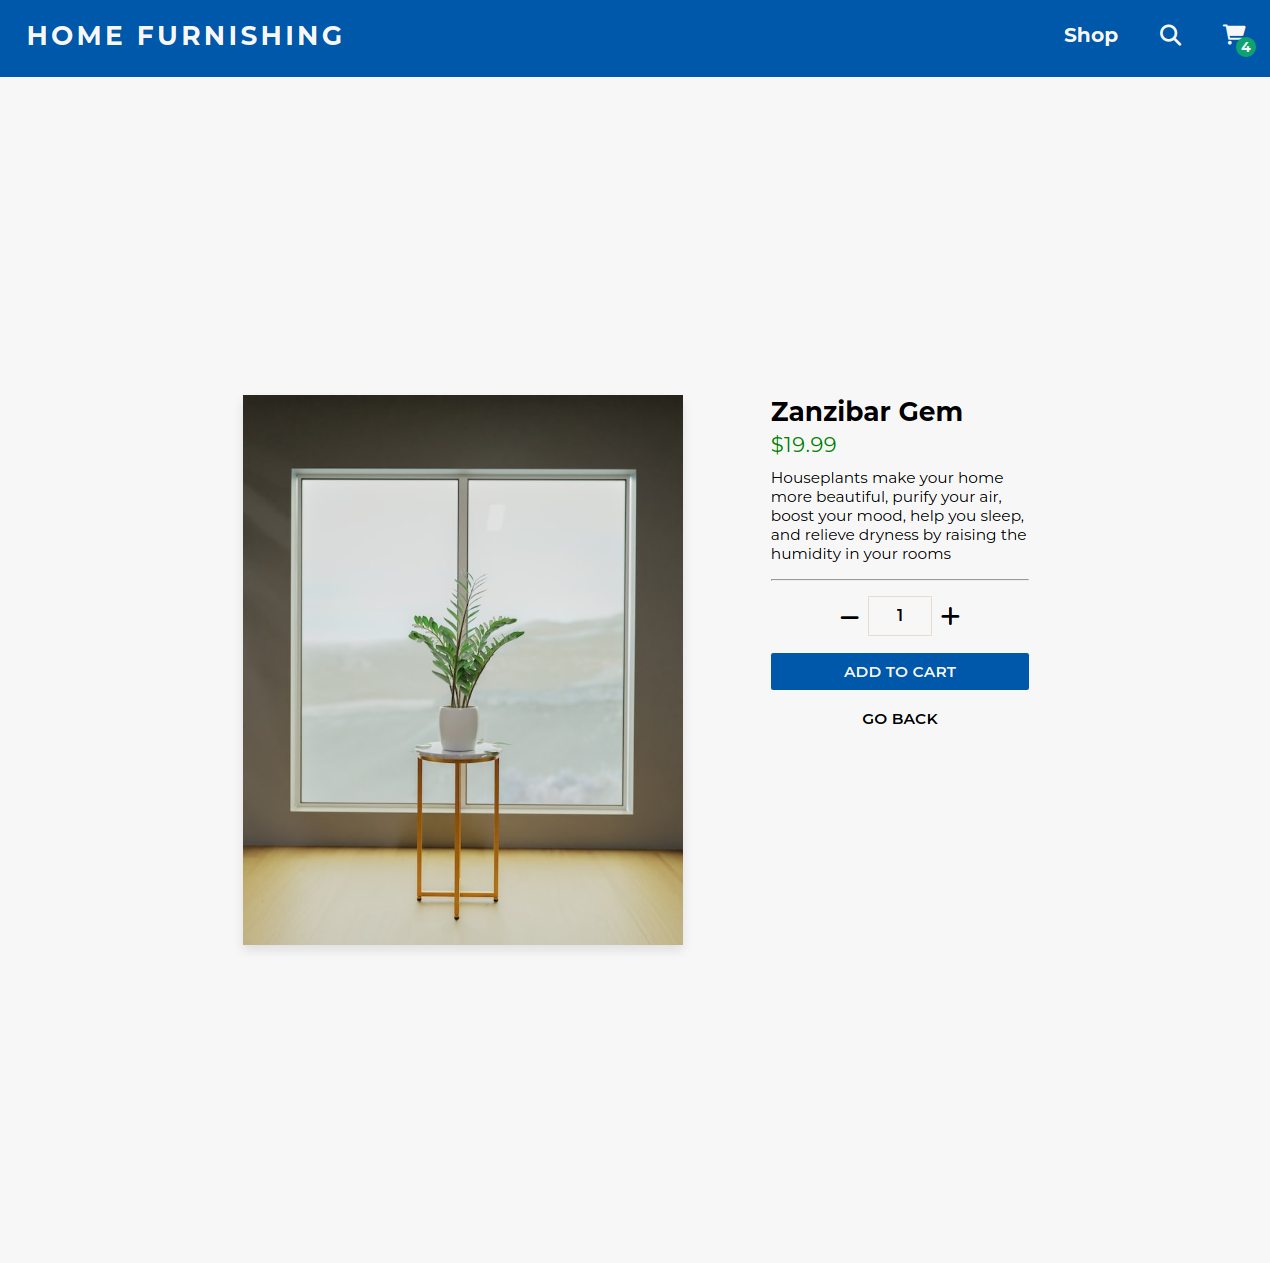 HOME FURNISHING
Shop
4
Zanzibar Gem
$19.99
Houseplants make your home
more beautiful, purify your air,
boost your mood, help you sleep,
and relieve dryness by raising the
humidity in your rooms
1
ADD TO CART
GO BACK